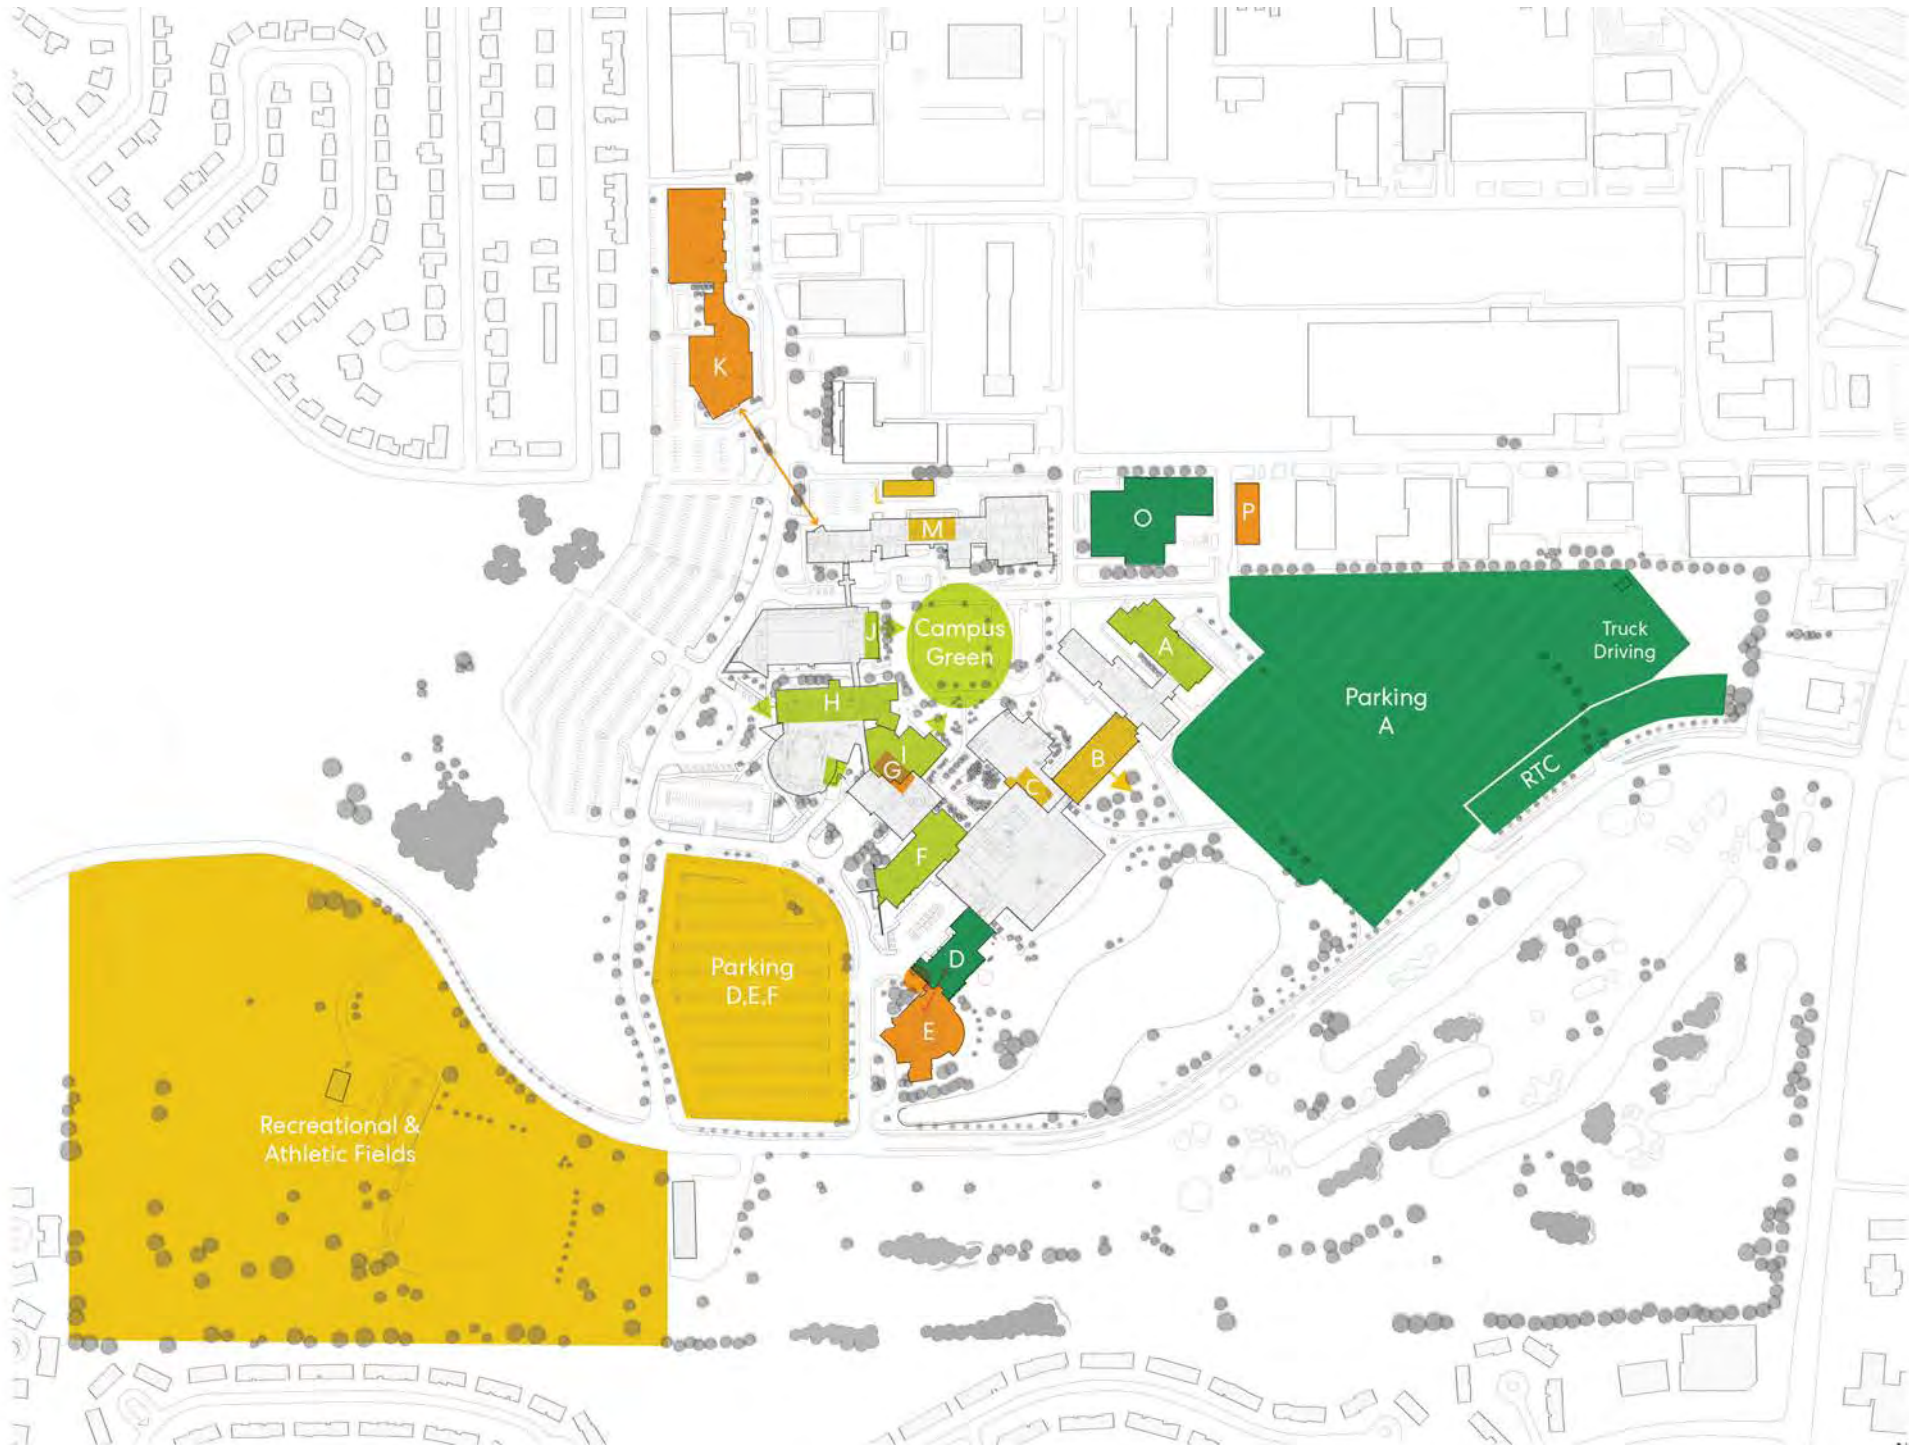 K
M
O
P
J
Campus
Green
A
Truck
Driving
H
Parking
A
I
B
G
C
RTC
F
Parking
D,E,F
D
E
Recreational &
Athletic Fields